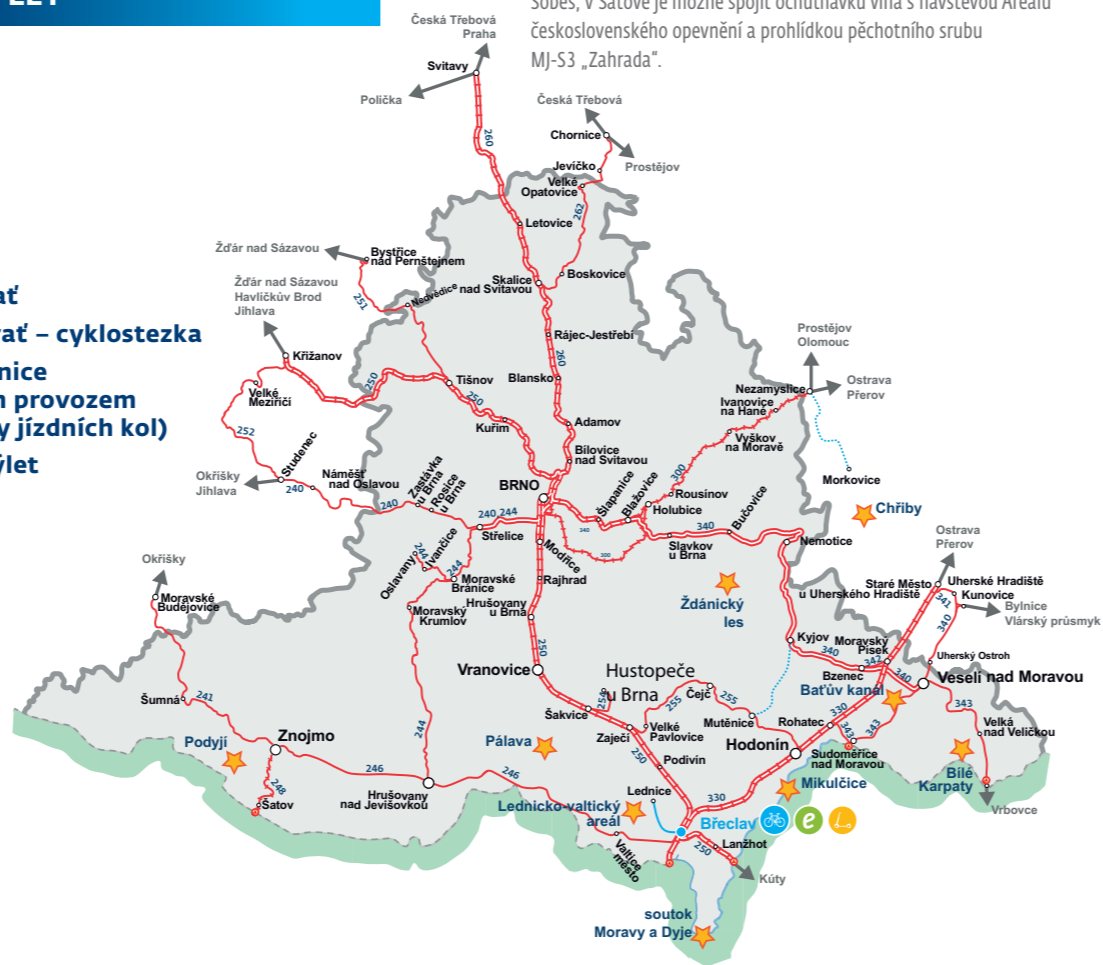 LET
Šobes, v Šatově je možné spojit ochutnávku vína s návštěvou Areálu
československého opevnění a prohlídkou pěchotního srubu
MJ-S3 „Zahrada“.
Česká Třebová
Praha
Svitavy
Polička
260
Česká Třebová
Chornice
Prostějov
Jevíčko
Velké
Opatovice
262
Letovice
Žďár nad Sázavou
Bystřice
nad Pernštejnem
Boskovice
Skalice
nad Svitavou
Nedvědice
251
Žďár nad Sázavou
Havlíčkův Brod
Jihlava
ať
rať – cyklostezka
nice
m provozem
y jízdních kol)
ýlet
Rájec-Jestřebí
Prostějov
Olomouc
Křižanov
260
Blansko
Tišnov
250
250
Velké
Meziříčí
Nezamyslice
Ostrava
Přerov
Ivanovice
na Hané
Kuřim
Adamov
252
Vyškov
na Moravě
Studenec
Bílovice
nad Svitavou
Okříšky
Jihlava
240
Náměšť
nad Oslavou
Zastávka
u Brna
Rosice
u Brna
240
BRNO
Šlapanice
Blažovice
300
Rousínov
Holubice
Morkovice
Chřiby
240, 244
Střelice
340
300
340
Bučovice
Slavkov
u Brna
Nemotice
Ostrava
Přerov
Okříšky
Oslavany
244
Ivančice
244
Modřice
Moravské
Bránice
Rajhrad
Moravské
Budějovice
Moravský
Krumlov
Hrušovany
u Brna
Ždánický
les
Staré Město
u Uherského Hradiště
Uherské Hradiště
Kunovice
341
340
Bylnice
Vlárský průsmyk
Kyjov
340
Moravský
Písek
342
Bzenec
340
Uherský Ostroh
250
Vranovice
Hustopeče
u Brna
Veselí nad Moravou
Baťův kanál
Šumná
241
254
Šakvice
Čejč
255
255
Mutěnice
Velké
Pavlovice
Zaječí
330
Rohatec
343
343
343
Velká
nad Veličkou
Znojmo
Podyjí
Pálava
244
250
Podivín
Hodonín
Sudoměřice
nad Moravou
Bílé
Karpaty
246
246
248
Šatov
Hrušovany
nad Jevišovkou
Lednice
Lednicko-valtický
areál
330
Mikulčice
Vrbovce
Břeclav
e
Valtice
město
250
Lanžhot
Kúty
soutok
Moravy a Dyje